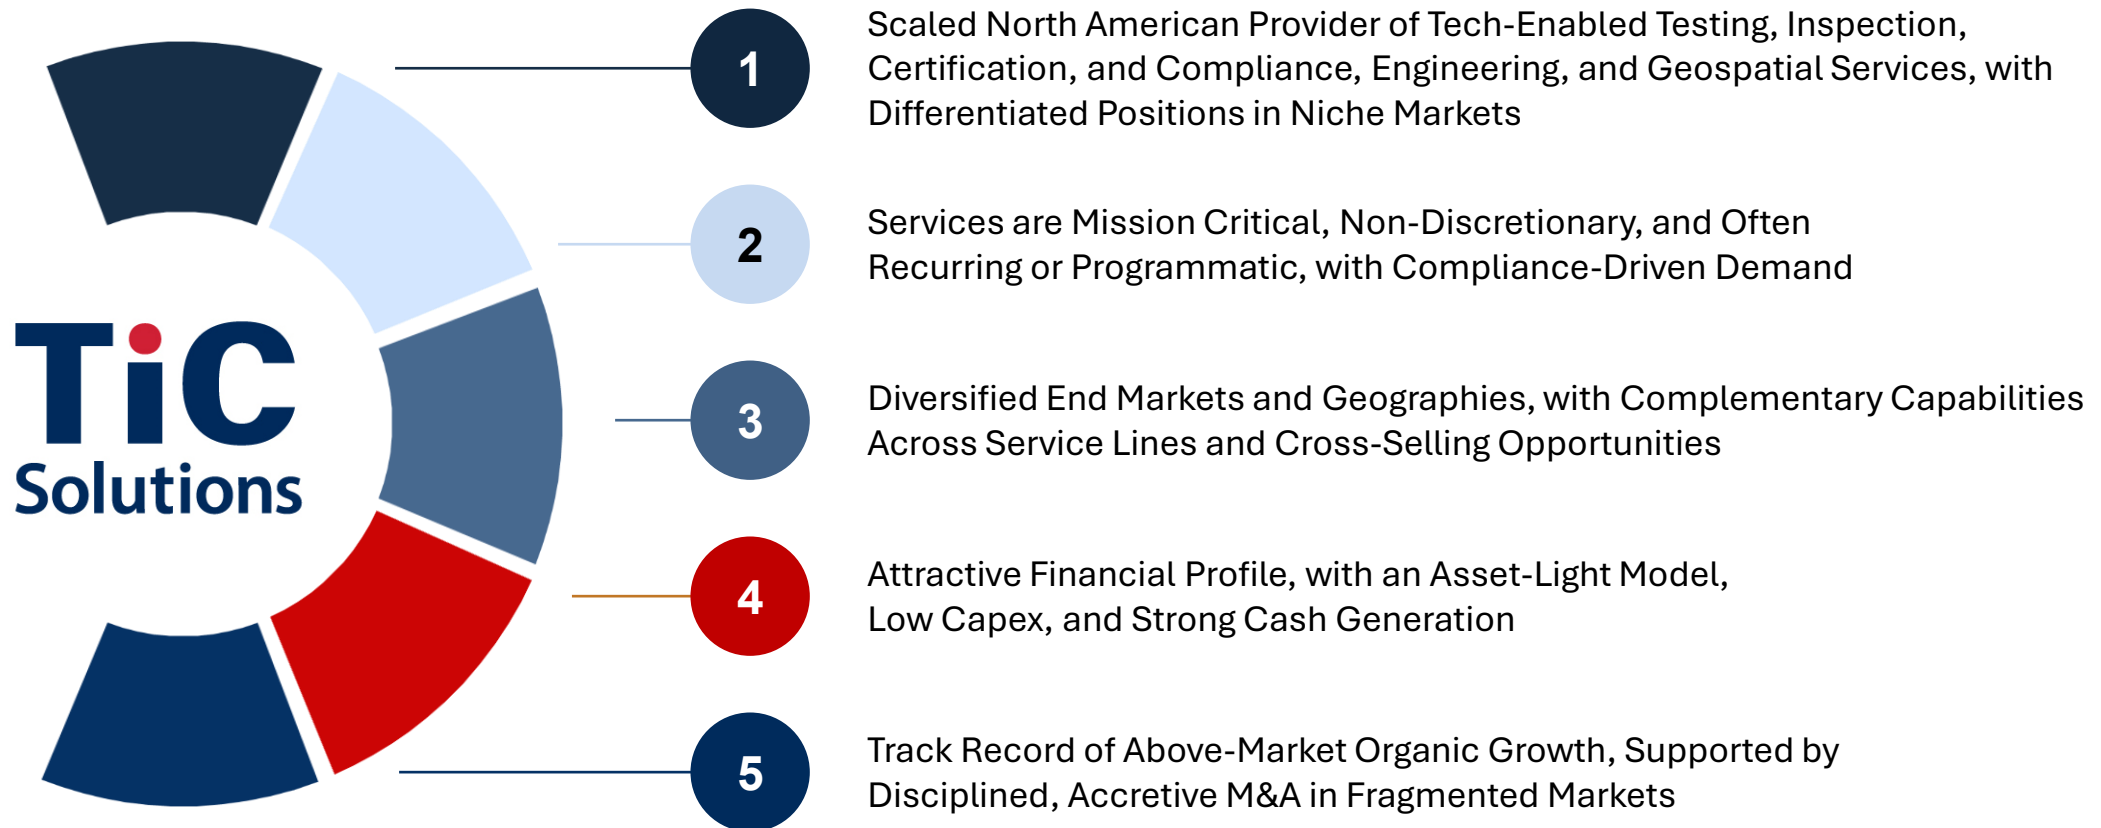 TiC
Solutions
1
Scaled North American Provider of Tech-Enabled Testing, Inspection,
Certification, and Compliance, Engineering, and Geospatial Services, with
Differentiated Positions in Niche Markets
2
Services are Mission Critical, Non-Discretionary, and Often
Recurring or Programmatic, with Compliance-Driven Demand
3
Diversified End Markets and Geographies, with Complementary Capabilities
Across Service Lines and Cross-Selling Opportunities
4
Attractive Financial Profile, with an Asset-Light Model,
Low Capex, and Strong Cash Generation
5
Track Record of Above-Market Organic Growth, Supported by
Disciplined, Accretive M&A in Fragmented Markets